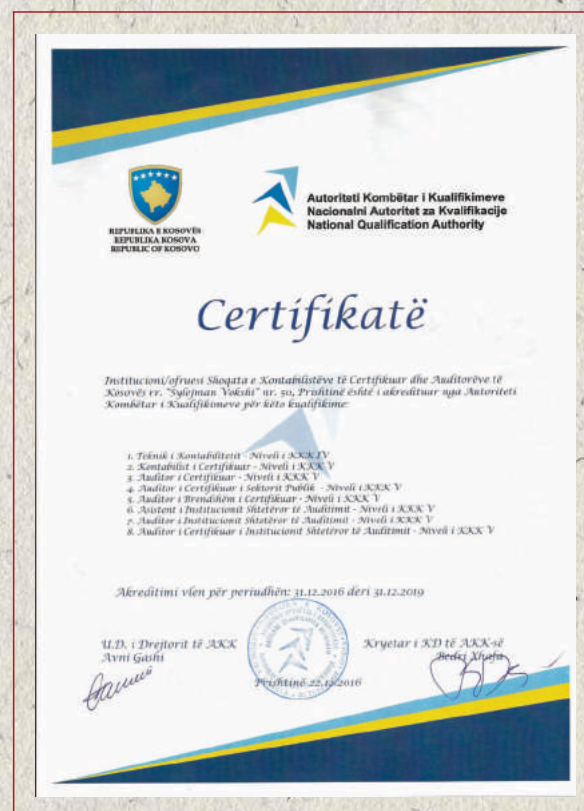 REPUBLIKA E KOSOVËS
REPUBLIKA KOSOVA
REPUBLIC OF KOSOVO
Autoriteti Kombëtar i Kualifikimeve
Nacionalni Autoritet za Kvalifikacije
National Qualification Authority
Certifikatë
Institucioni/ofruesi Shoqata e Kontabilistëve të Certifikuar dhe Auditorëve të
Kosovës rr. "Sylejman Vokshi" nr. 50, Prishtinë është i akredituar nga Autoriteti
Kombëtar i Kualifikimeve për këto kualifikime:
1. Teknik i Kontabilitetit - Niveli i KKK IV
2. Kontabilist i Certifikuar - Niveli i KKK V
3. Auditor i Certifikuar - Niveli i KKK V
4. Auditor i Certifikuar i Sektorit Publik - Niveli i KKK V
5. Auditor i Brendshëm i Certifikuar - Niveli i KKK V
6. Asistent i Institucionit Shtetëror të Auditimit - Niveli i KKK V
7. Auditor i Institucionit Shtetëror të Auditimit - Niveli i KKK V
8. Auditor i Certifikuar i Institucionit Shtetëror të Auditimit - Niveli i KKK V
Akreditimi vlen për periudhën: 31.12.2016 deri 31.12.2019
U.D. i Drejtorit të AKK
Avni Gashi
Kryetar i KD të AKK-së
Bedri Xhafa
Prishtinë 22.12.2016